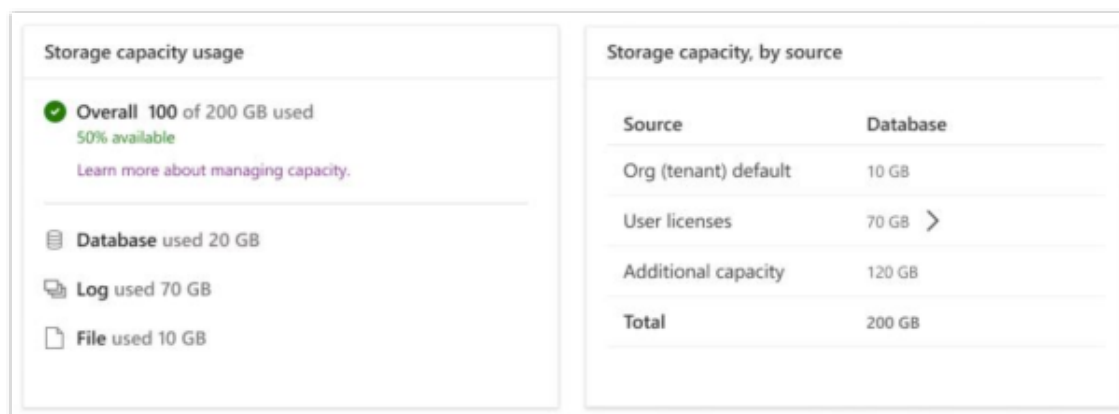 Storage capacity usage
Overall 100 of 200 GB used
50% available
Learn more about managing capacity.
Database used 20 GB
Log used 70 GB
File used 10 GB
Storage capacity, by source
Source Database
Org (tenant) default 10 GB
User licenses 70 GB
Additional capacity 120 GB
Total 200 GB